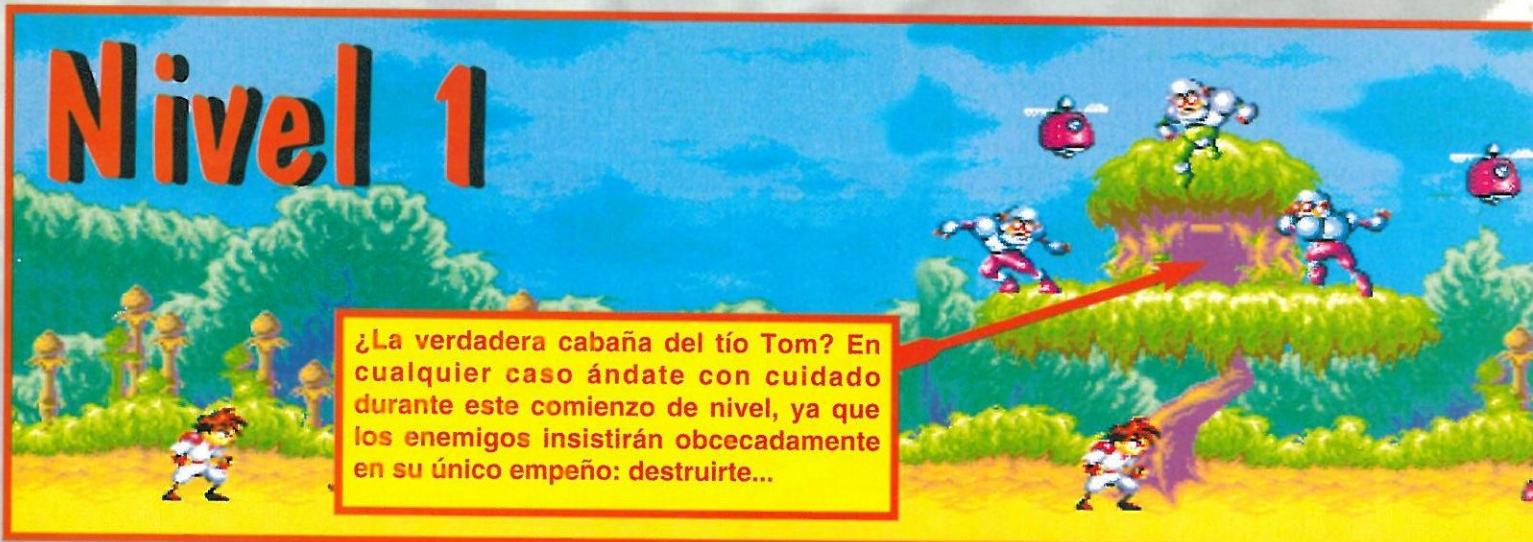 Nivel 1
¿La verdadera cabaña del tío Tom? En
cualquier caso ándate con cuidado
durante este comienzo de nivel, ya que
los enemigos insistirán obcecadamente
en su único empeño: destruirte...